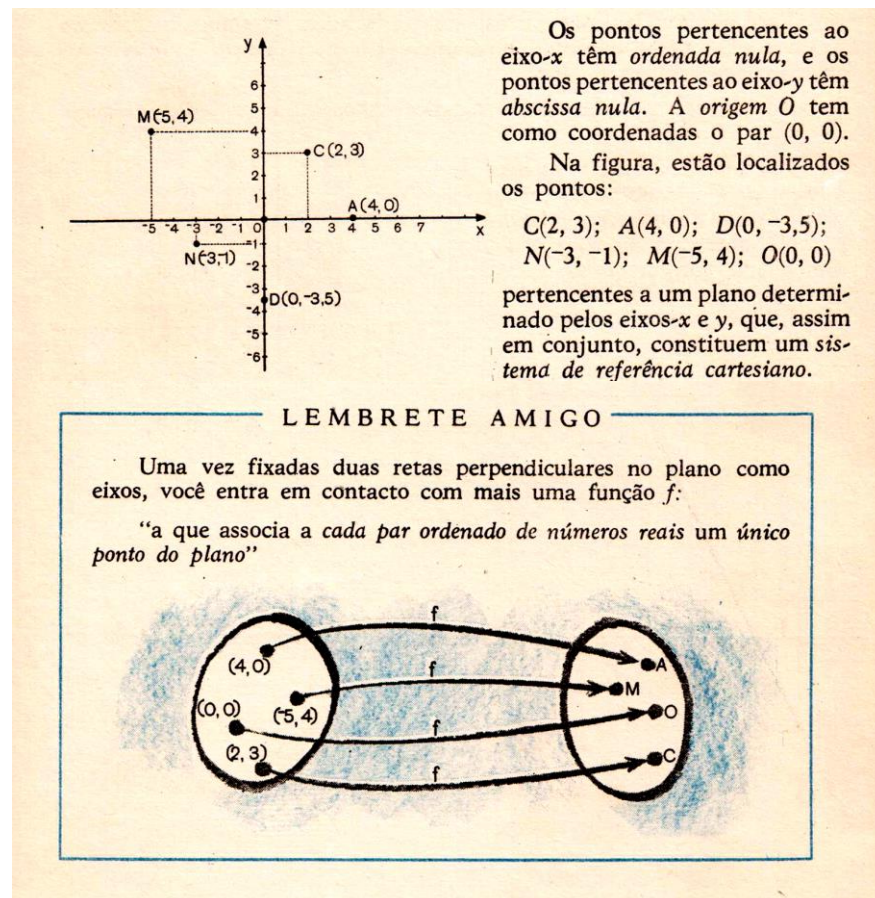 y
6
5
M(⁻5, 4)
4
3
C(2, 3)
2
1
A(4, 0)
⁻5 ⁻4 ⁻3 ⁻2 ⁻1 0 1 2 3 4 5 6 7 x
⁻1
N(⁻3,⁻1)
⁻2
⁻3
D(0,⁻3,5)
⁻4
⁻5
⁻6
Os pontos pertencentes ao
eixo-x têm ordenada nula, e os
pontos pertencentes ao eixo-y têm
abscissa nula. A origem O tem
como coordenadas o par (0, 0).
Na figura, estão localizados
os pontos:
C(2, 3); A(4, 0); D(0, ⁻3,5);
N(⁻3, ⁻1); M(⁻5, 4); O(0, 0)
pertencentes a um plano determi-
nado pelos eixos-x e y, que, assim
em conjunto, constituem um sis-
tema de referência cartesiano.
LEMBRETE AMIGO
Uma vez fixadas duas retas perpendiculares no plano como
eixos, você entra em contacto com mais uma função f:
"a que associa a cada par ordenado de números reais um único
ponto do plano"
f
(4, 0)
A
f
(⁻5, 4)
M
(0, 0)
f
O
(2, 3)
f
C